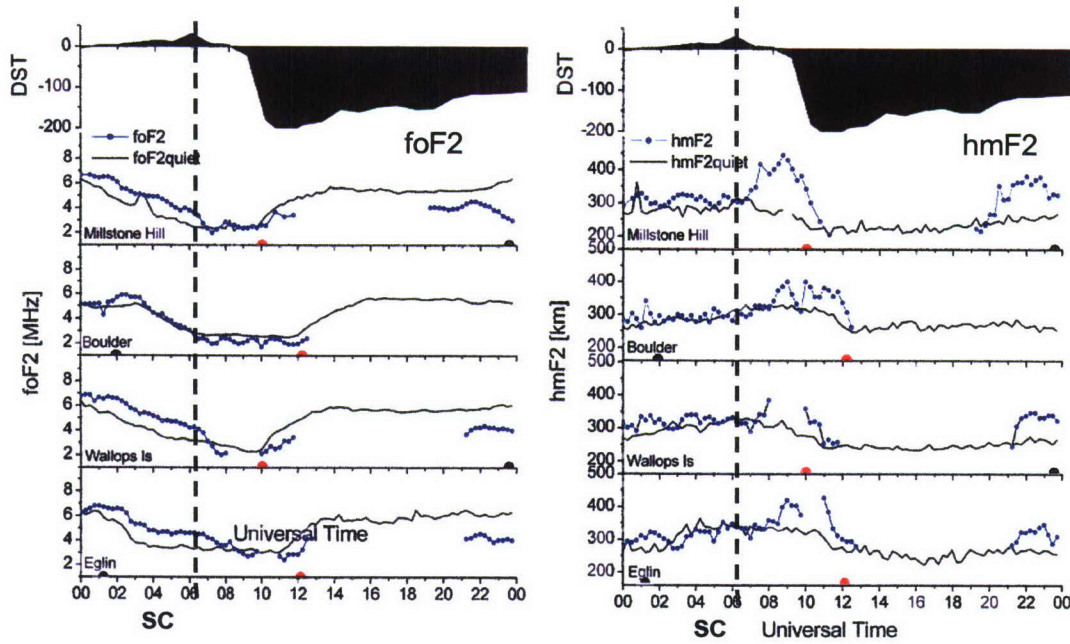 0
DST
-100
-200
foF2
foF2
foF2quiet
6
4
2
Millstone Hill
8
6
4
2
Boulder
8
6
4
2
Wallops Is
8
6
4
2
Eglin
Universal Time
foF2 [MHz]
00 02 04 06 08 10 12 14 16 18 20 22 00
SC
0
DST
-100
-200
hmF2
hmF2
hmF2quiet
400
300
200
Millstone Hill
500
400
300
200
Boulder
500
400
300
200
Wallops Is
500
400
300
200
Eglin
hmF2 [km]
00 02 04 06 08 10 12 14 16 18 20 22 00
SC Universal Time